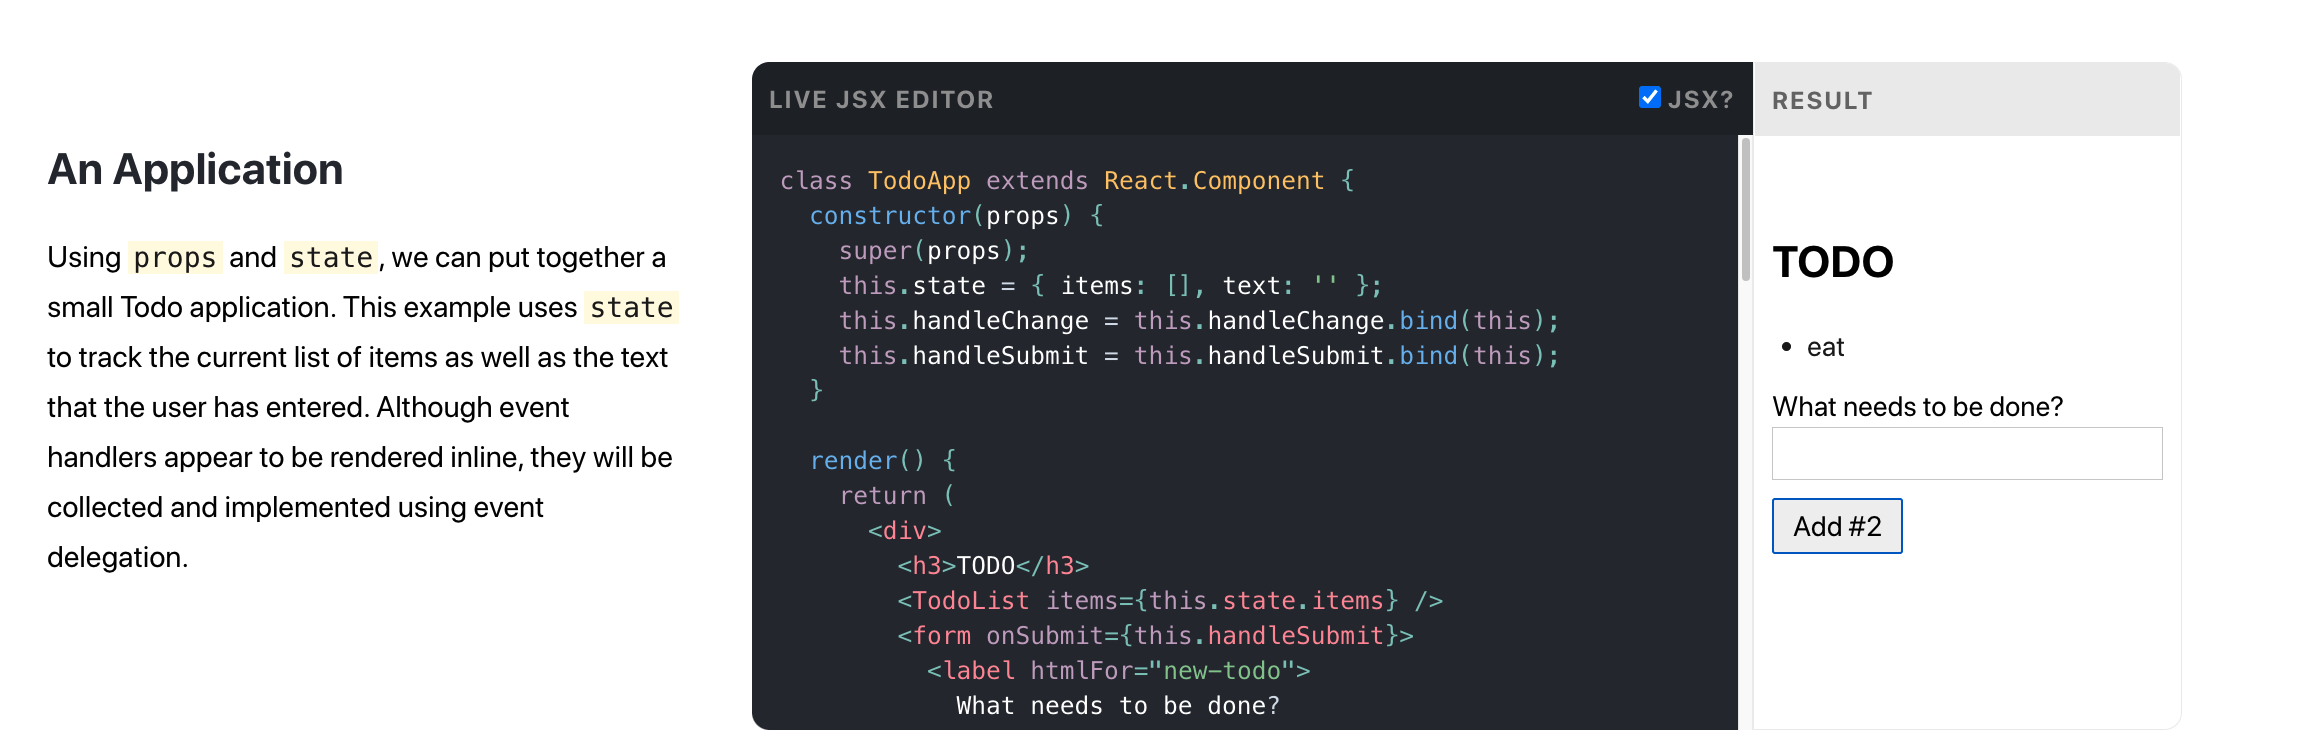 An Application
Using props and state, we can put together a
small Todo application. This example uses state
to track the current list of items as well as the text
that the user has entered. Although event
handlers appear to be rendered inline, they will be
collected and implemented using event
delegation.
LIVE JSX EDITOR
JSX?
class TodoApp extends React.Component {
  constructor(props) {
    super(props);
    this.state = { items: [], text: '' };
    this.handleChange = this.handleChange.bind(this);
    this.handleSubmit = this.handleSubmit.bind(this);
  }
  render() {
    return (
      <div>
        <h3>TODO</h3>
        <TodoList items={this.state.items} />
        <form onSubmit={this.handleSubmit}>
          <label htmlFor="new-todo">
            What needs to be done?
RESULT
TODO
• eat
What needs to be done?
Add #2